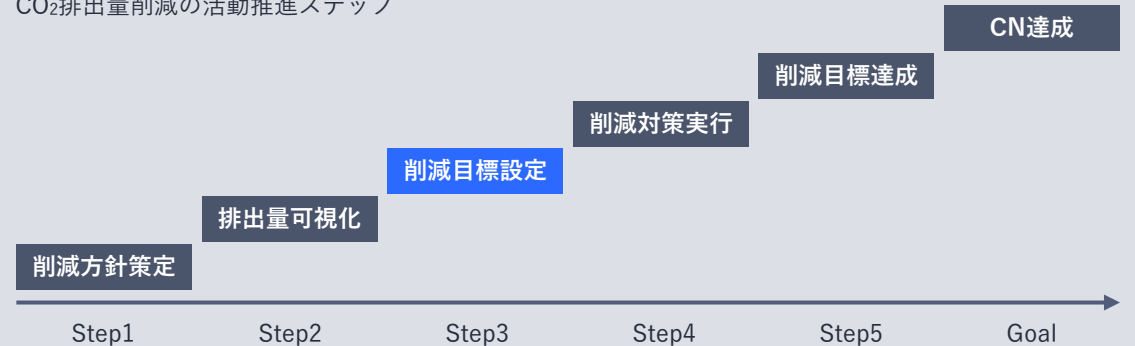 CO₂排出量削減の活動推進ステップ
CN達成
削減目標達成
削減対策実行
削減目標設定
排出量可視化
削減方針策定
Step1 Step2 Step3 Step4 Step5 Goal